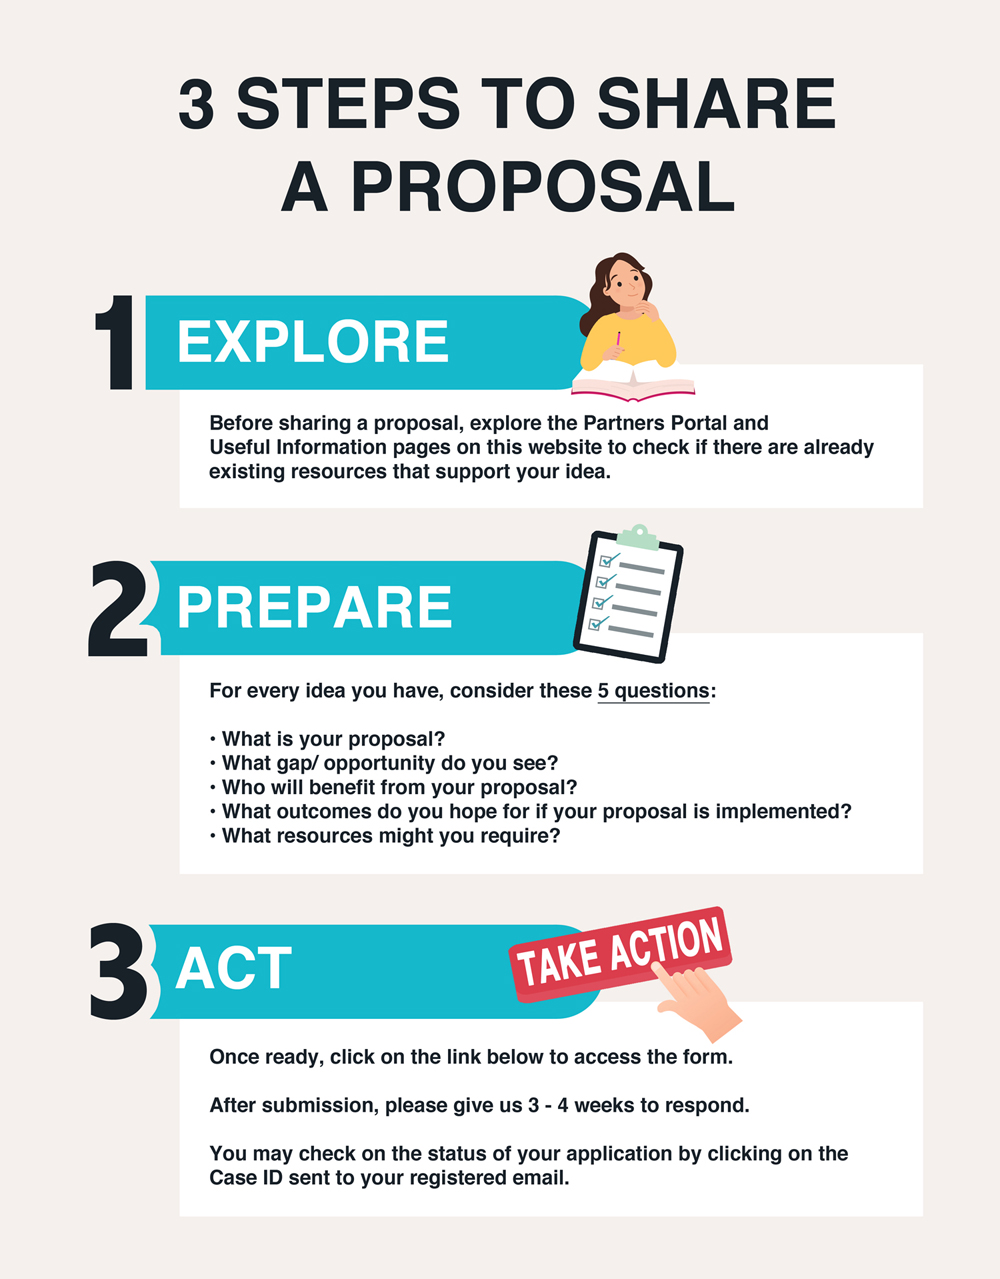 3 STEPS TO SHARE
A PROPOSAL
1
EXPLORE
Before sharing a proposal, explore the Partners Portal and
Useful Information pages on this website to check if there are already
existing resources that support your idea.
2
PREPARE
For every idea you have, consider these 5 questions:
• What is your proposal?
• What gap/ opportunity do you see?
• Who will benefit from your proposal?
• What outcomes do you hope for if your proposal is implemented?
• What resources might you require?
3
ACT
TAKE ACTION
Once ready, click on the link below to access the form.
After submission, please give us 3 - 4 weeks to respond.
You may check on the status of your application by clicking on the
Case ID sent to your registered email.